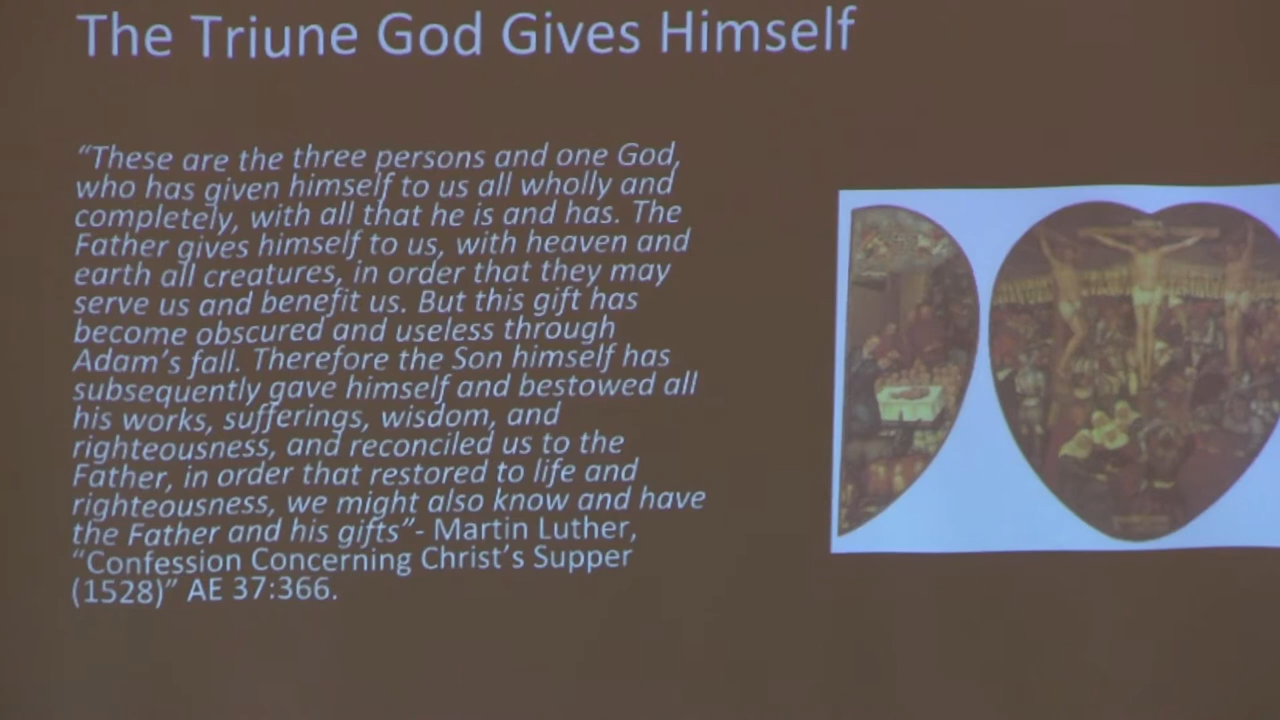 The Triune God Gives Himself
“These are the three persons and one God,
who has given himself to us all wholly and
completely, with all that he is and has. The
Father gives himself to us, with heaven and
earth all creatures, in order that they may
serve us and benefit us. But this gift has
become obscured and useless through
Adam’s fall. Therefore the Son himself has
subsequently gave himself and bestowed all
his works, sufferings, wisdom, and
righteousness, and reconciled us to the
Father, in order that restored to life and
righteousness, we might also know and have
the Father and his gifts”- Martin Luther,
“Confession Concerning Christ’s Supper
(1528)” AE 37:366.